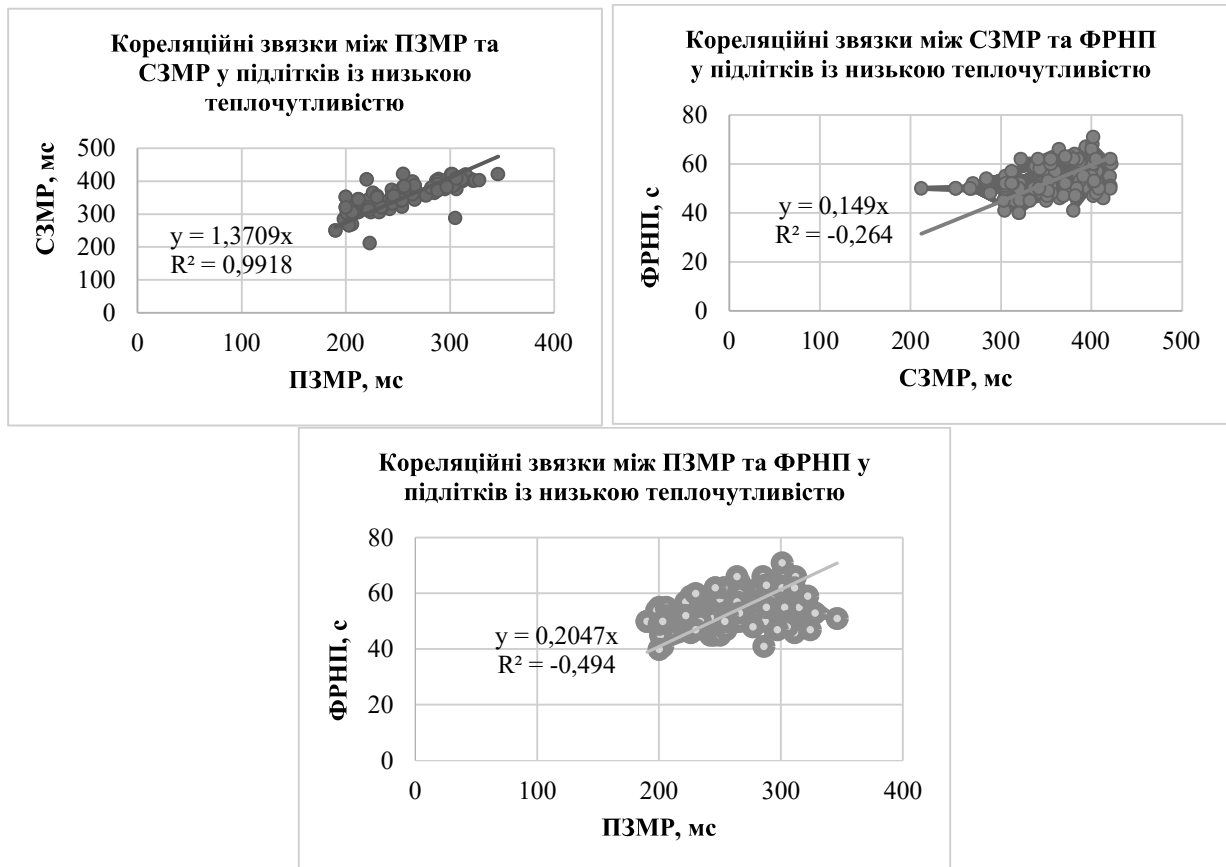 Кореляційні звязки між ПЗМР та
СЗМР у підлітків із низькою
теплочутливістю
500
400
300
200
100
0
СЗМР, мс
y = 1,3709x
R² = 0,9918
0 100 200 300 400
ПЗМР, мс
Кореляційні звязки між СЗМР та ФРНП
у підлітків із низькою теплочутливістю
80
60
40
20
0
ФРНП, с
y = 0,149x
R² = -0,264
0 100 200 300 400 500
СЗМР, мс
Кореляційні звязки між ПЗМР та ФРНП у
підлітків із низькою теплочутливістю
80
60
40
20
0
ФРНП, с
y = 0,2047x
R² = -0,494
0 100 200 300 400
ПЗМР, мс